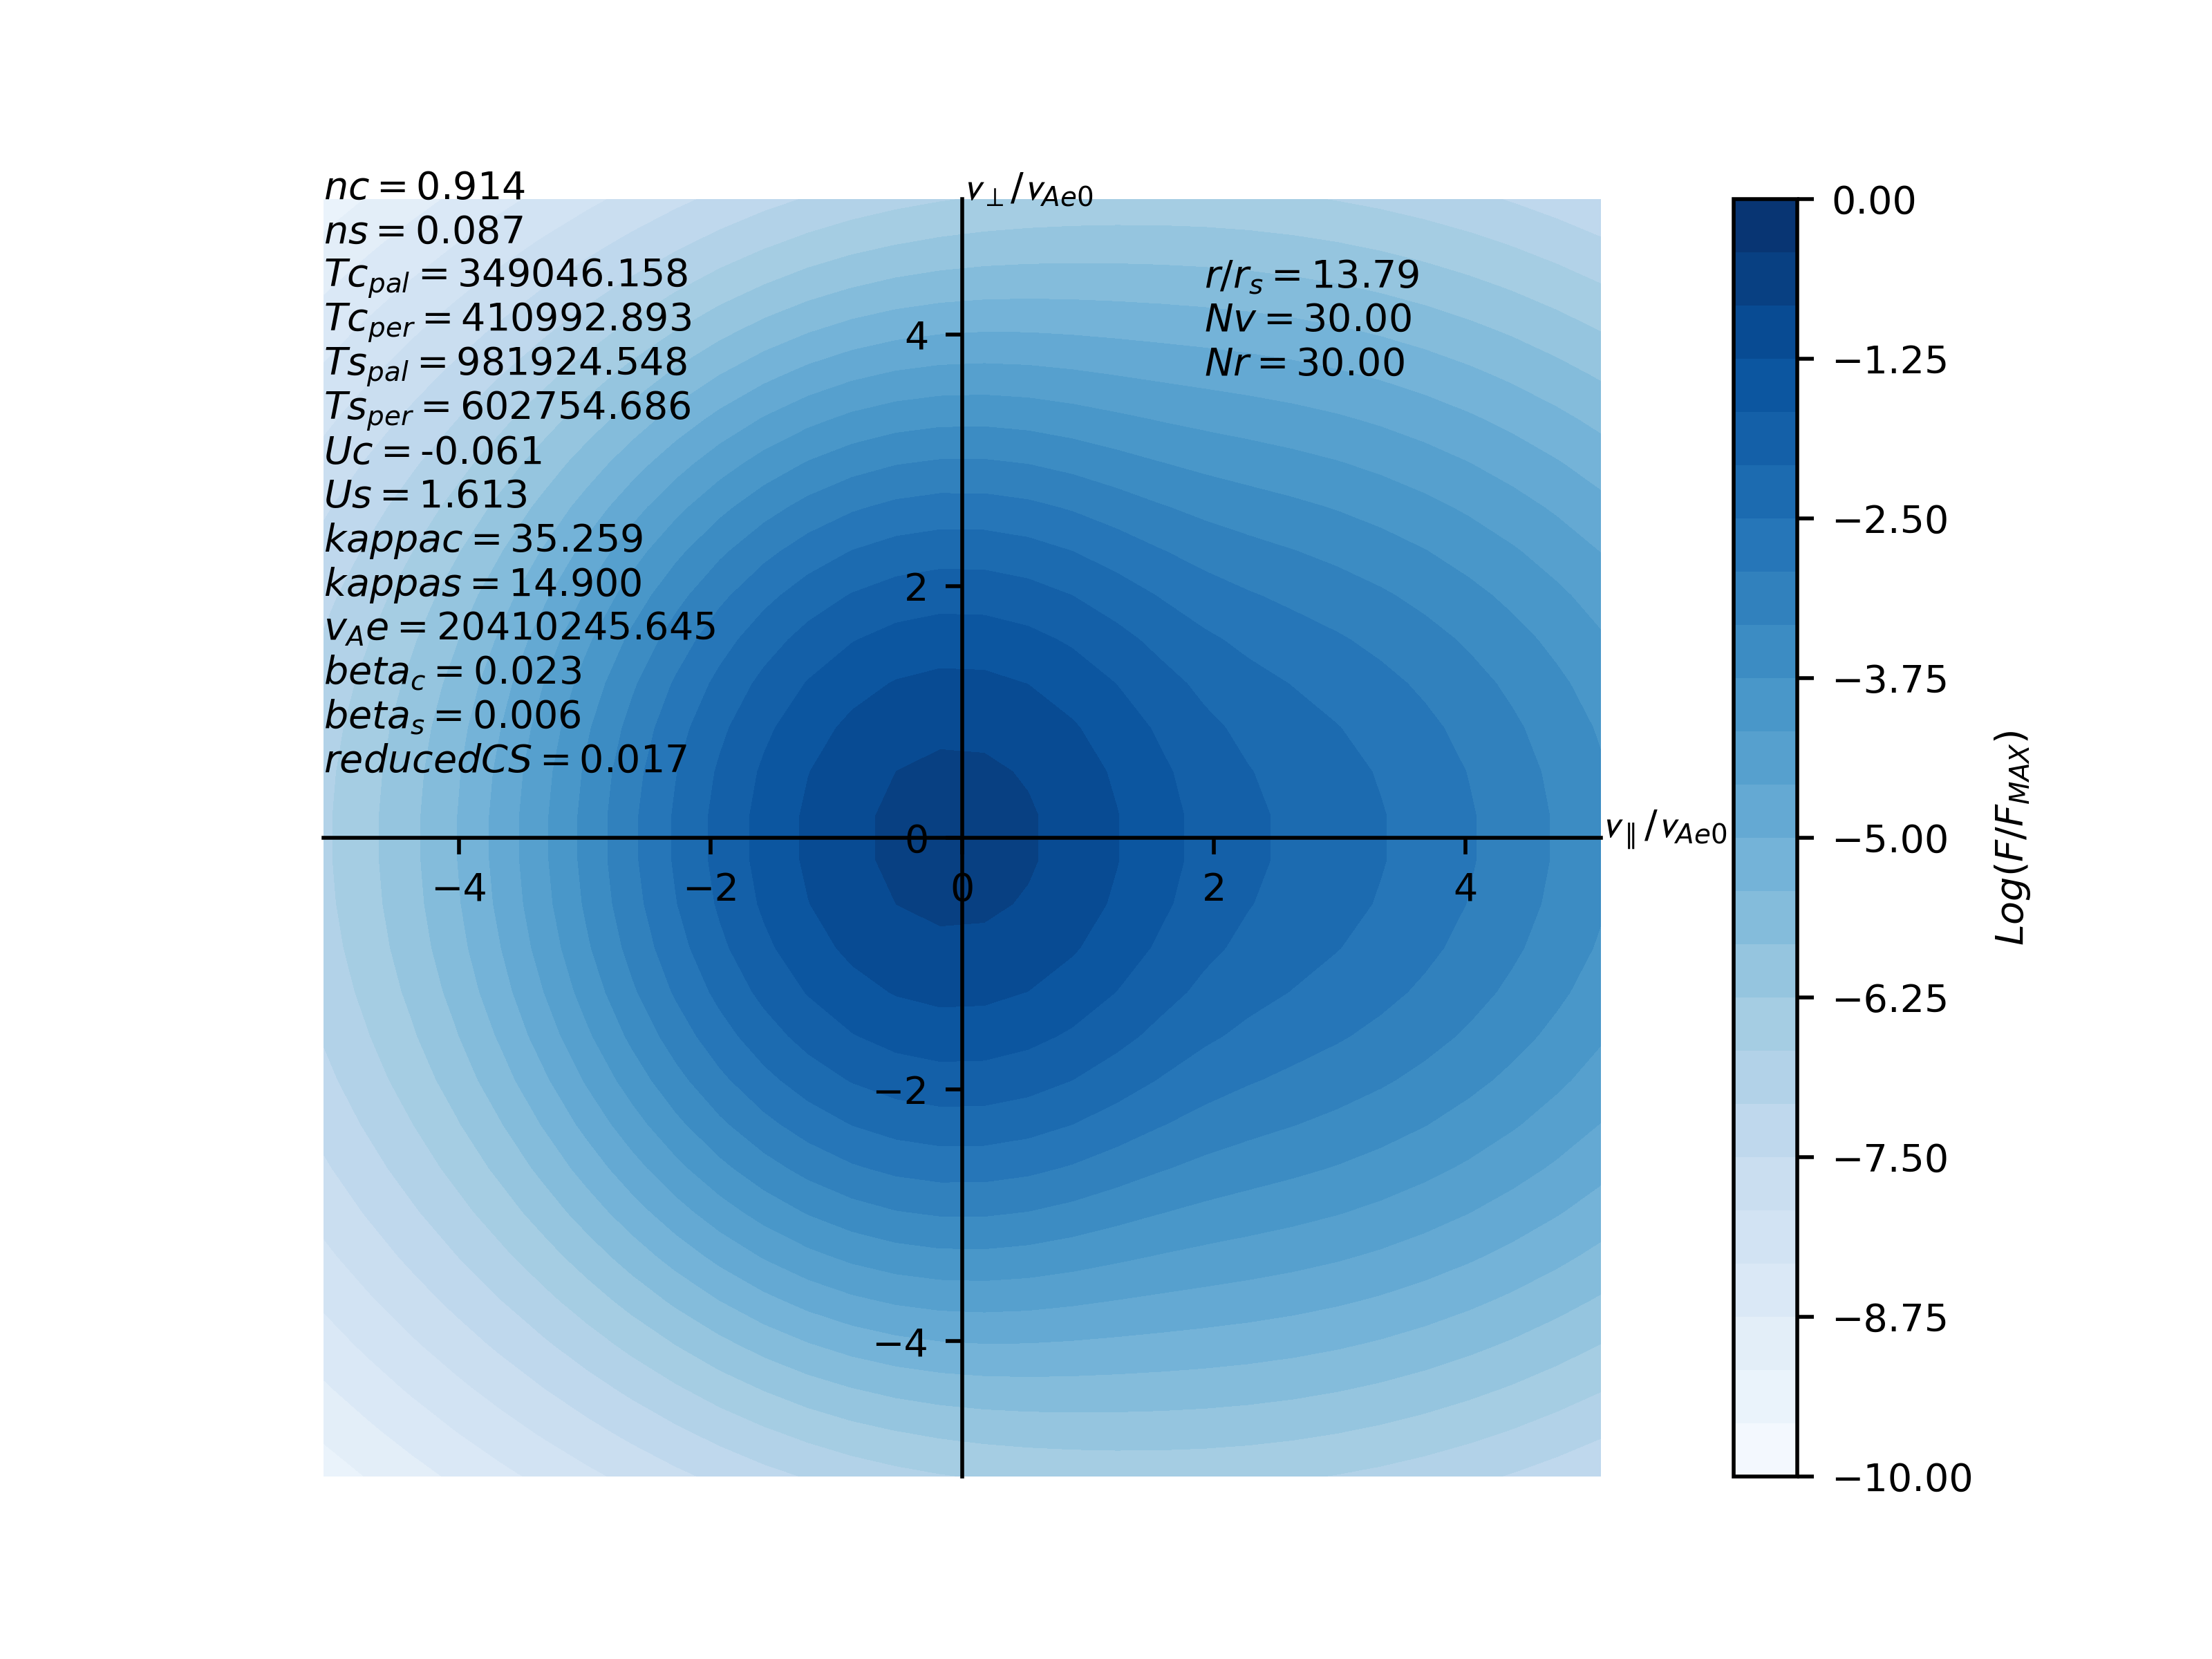 nc = 0.914
ns = 0.087
Tc_pal = 349046.158
Tc_per = 410992.893
Ts_pal = 981924.548
Ts_per = 602754.686
Uc = -0.061
Us = 1.613
kappac = 35.259
kappas = 14.900
v_Ae = 20410245.645
beta_c = 0.023
beta_s = 0.006
reducedCS = 0.017
v_⊥/v_Ae0
r/r_s = 13.79
Nv = 30.00
Nr = 30.00
4
2
0
−2
−4
−4
−2
0
2
4
v_∥/v_Ae0
0.00
−1.25
−2.50
−3.75
−5.00
−6.25
−7.50
−8.75
−10.00
Log(F/F_MAX)